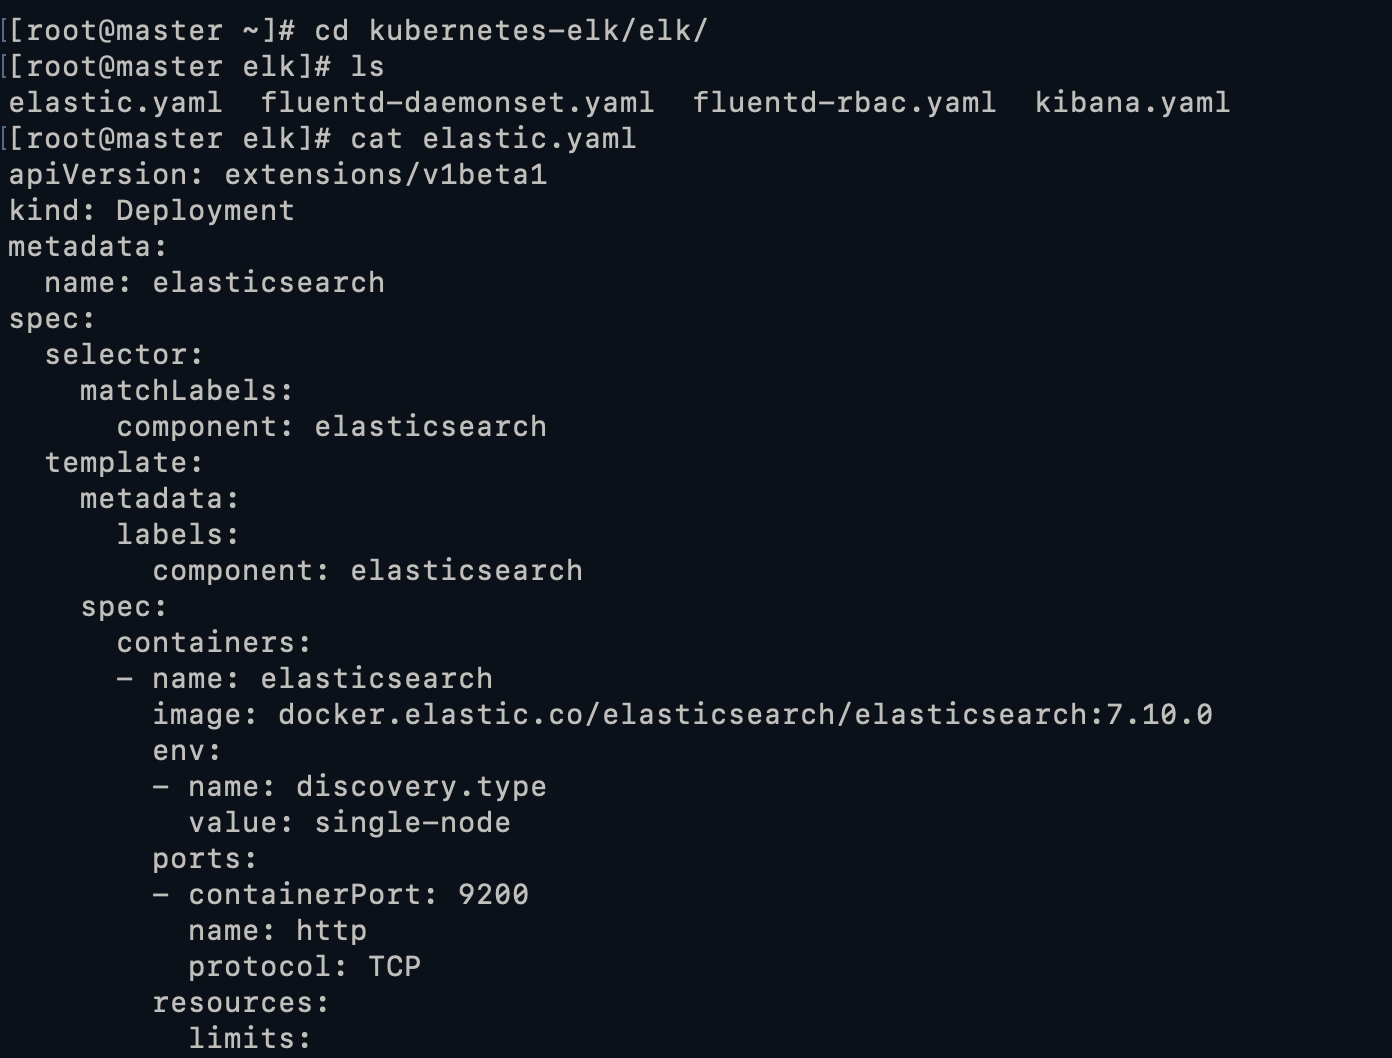 [[root@master ~]# cd kubernetes-elk/elk/
[[root@master elk]# ls
elastic.yaml  fluentd-daemonset.yaml  fluentd-rbac.yaml  kibana.yaml
[[root@master elk]# cat elastic.yaml
apiVersion: extensions/v1beta1
kind: Deployment
metadata:
  name: elasticsearch
spec:
  selector:
    matchLabels:
      component: elasticsearch
  template:
    metadata:
      labels:
        component: elasticsearch
    spec:
      containers:
      - name: elasticsearch
        image: docker.elastic.co/elasticsearch/elasticsearch:7.10.0
        env:
        - name: discovery.type
          value: single-node
        ports:
        - containerPort: 9200
          name: http
          protocol: TCP
        resources:
          limits: